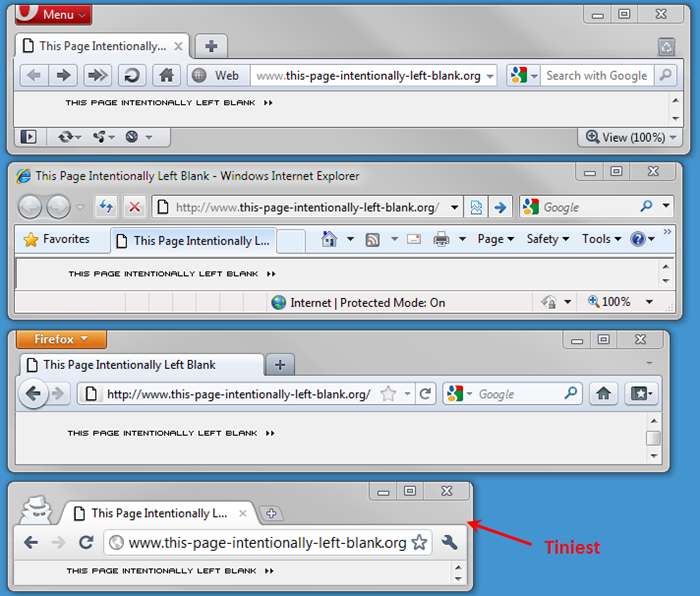 Menu
This Page Intentionally...
Web www.this-page-intentionally-left-blank.org Search with Google
THIS PAGE INTENTIONALLY LEFT BLANK
View (100%)
This Page Intentionally Left Blank - Windows Internet Explorer
http://www.this-page-intentionally-left-blank.org/ Google
Favorites This Page Intentionally L... Page Safety Tools
THIS PAGE INTENTIONALLY LEFT BLANK
Internet | Protected Mode: On 100%
Firefox
This Page Intentionally Left Blank
http://www.this-page-intentionally-left-blank.org/ Google
THIS PAGE INTENTIONALLY LEFT BLANK
This Page Intentionally L...
www.this-page-intentionally-left-blank.org
Tiniest
THIS PAGE INTENTIONALLY LEFT BLANK